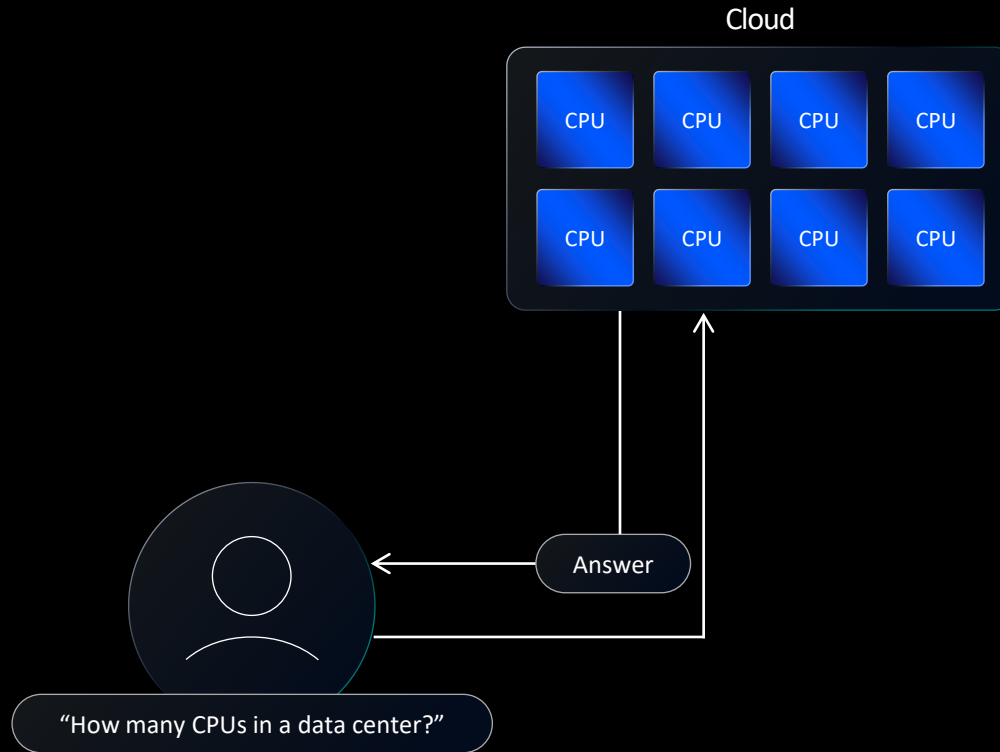 Cloud
CPU CPU CPU CPU
CPU CPU CPU CPU
Answer
“How many CPUs in a data center?”